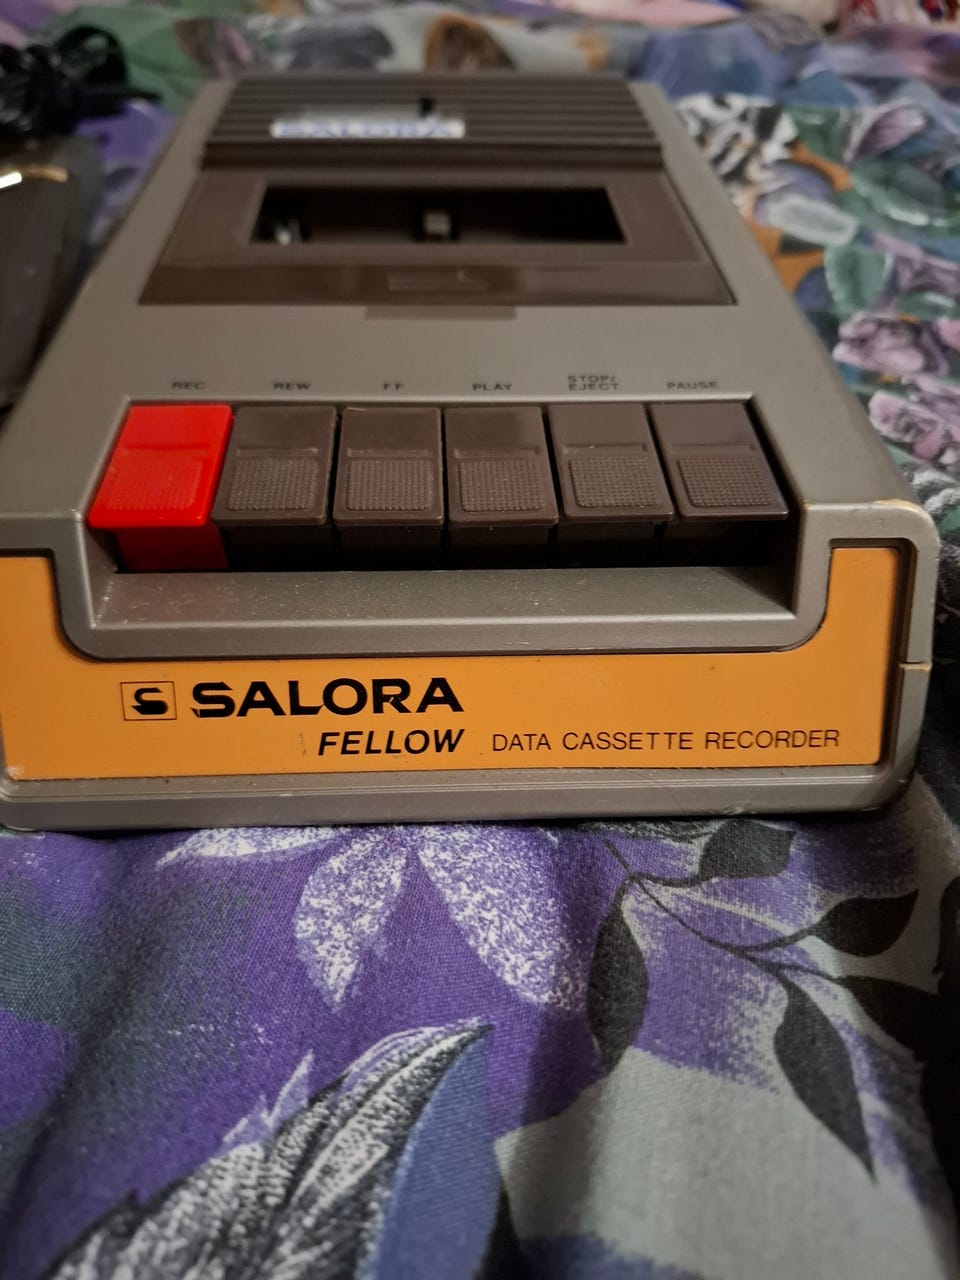 SALORA
REC REW FF PLAY STOP/ EJECT PAUSE
S SALORA
FELLOW DATA CASSETTE RECORDER